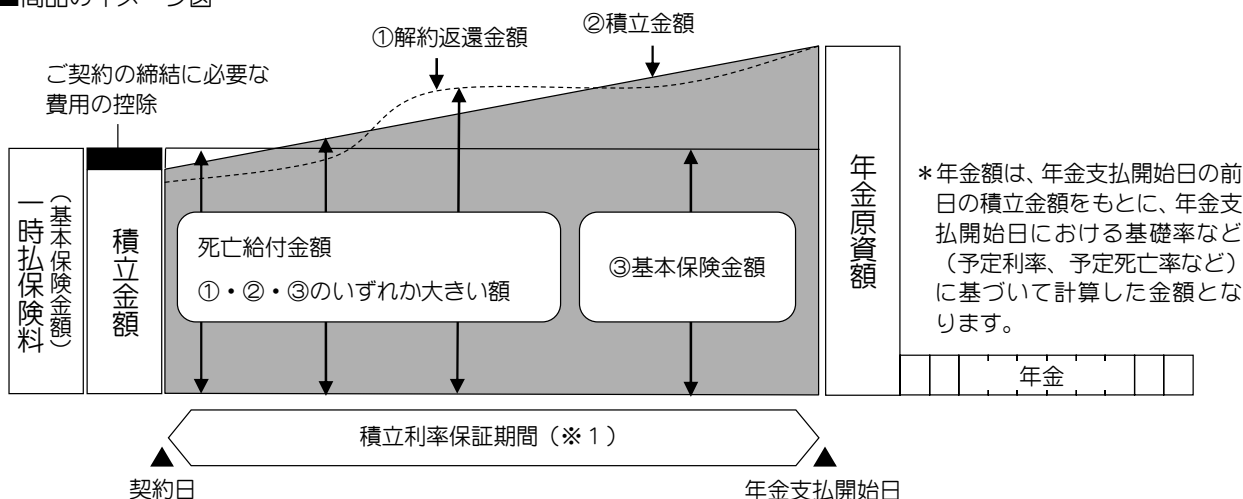 ■商品のイメージ図
①解約返還金額
②積立金額
ご契約の締結に必要な
費用の控除
一時払保険料
（基本保険金額）
積立金額
死亡給付金額
①・②・③のいずれか大きい額
③基本保険金額
年金原資額
＊年金額は、年金支払開始日の前
日の積立金額をもとに、年金支
払開始日における基礎率など
（予定利率、予定死亡率など）
に基づいて計算した金額とな
ります。
年金
積立利率保証期間（※１）
契約日
年金支払開始日